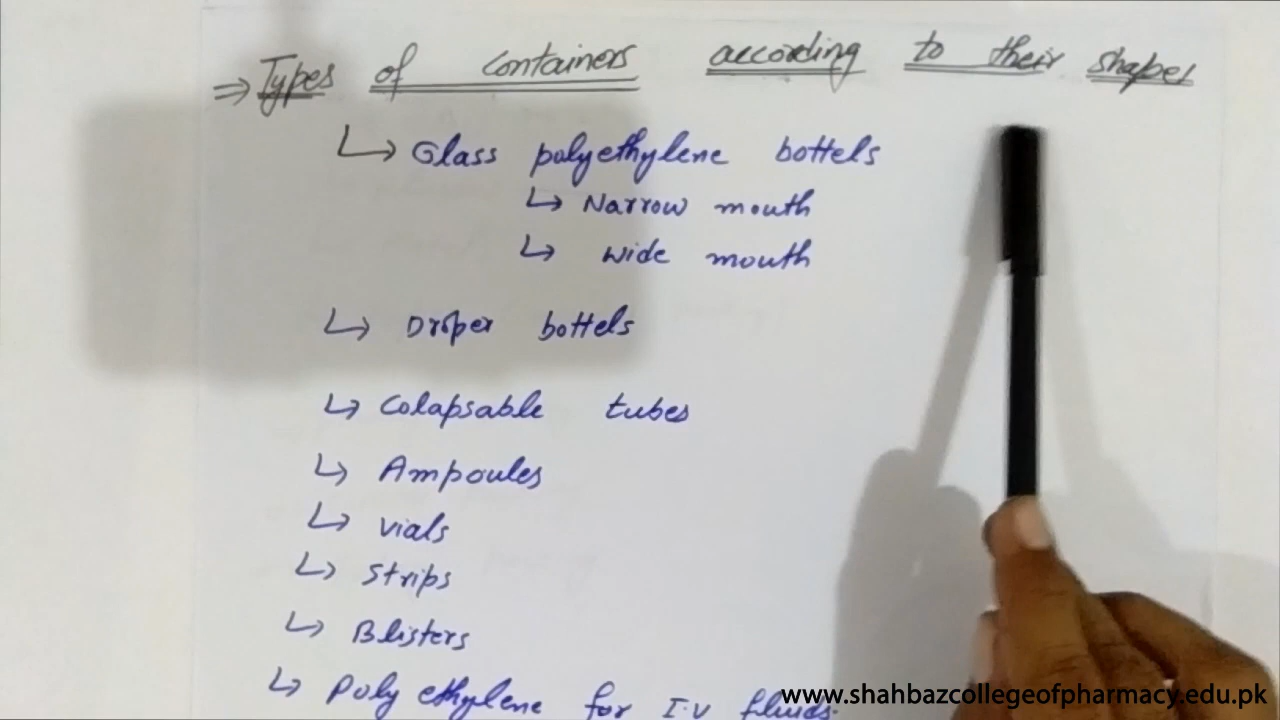 ⇒ Types of containers according to their shapes
↳ Glass polyethylene bottels
↳ Narrow mouth
↳ wide mouth
↳ Droper bottels
↳ Colapsable tubes
↳ Ampoules
↳ vials
↳ Strips
↳ Blisters
↳ Poly ethylene for I.V fluids.
www.shahbazcollegeofpharmacy.edu.pk